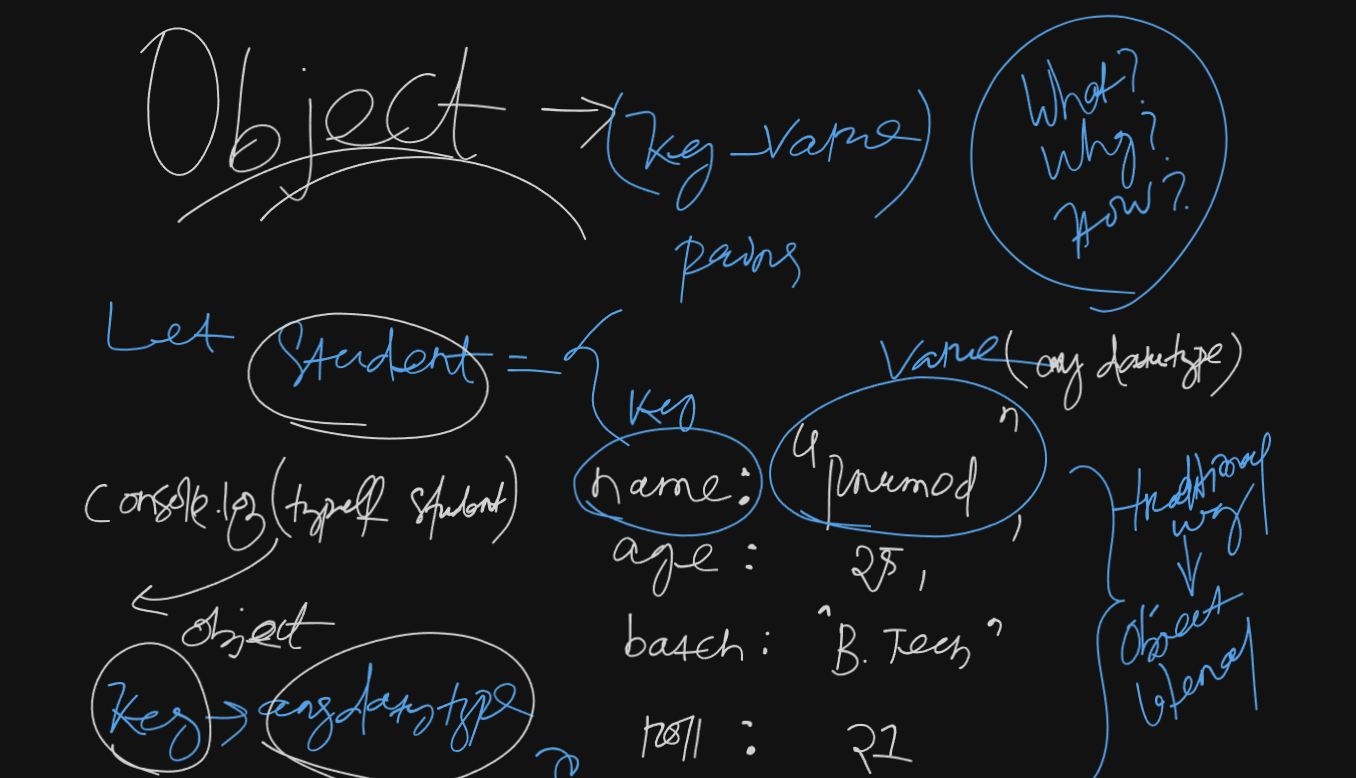 Object → (Key-Value)
pairs
What?
Why?
How?
Let Student = {
Key
Value (any datatype)
name: "pramod",
age: 25,
batch: "B.Tech"
roll: 21
console.log(typeof student)
object
Key → any datatype
traditional
way
↓
Object
literal